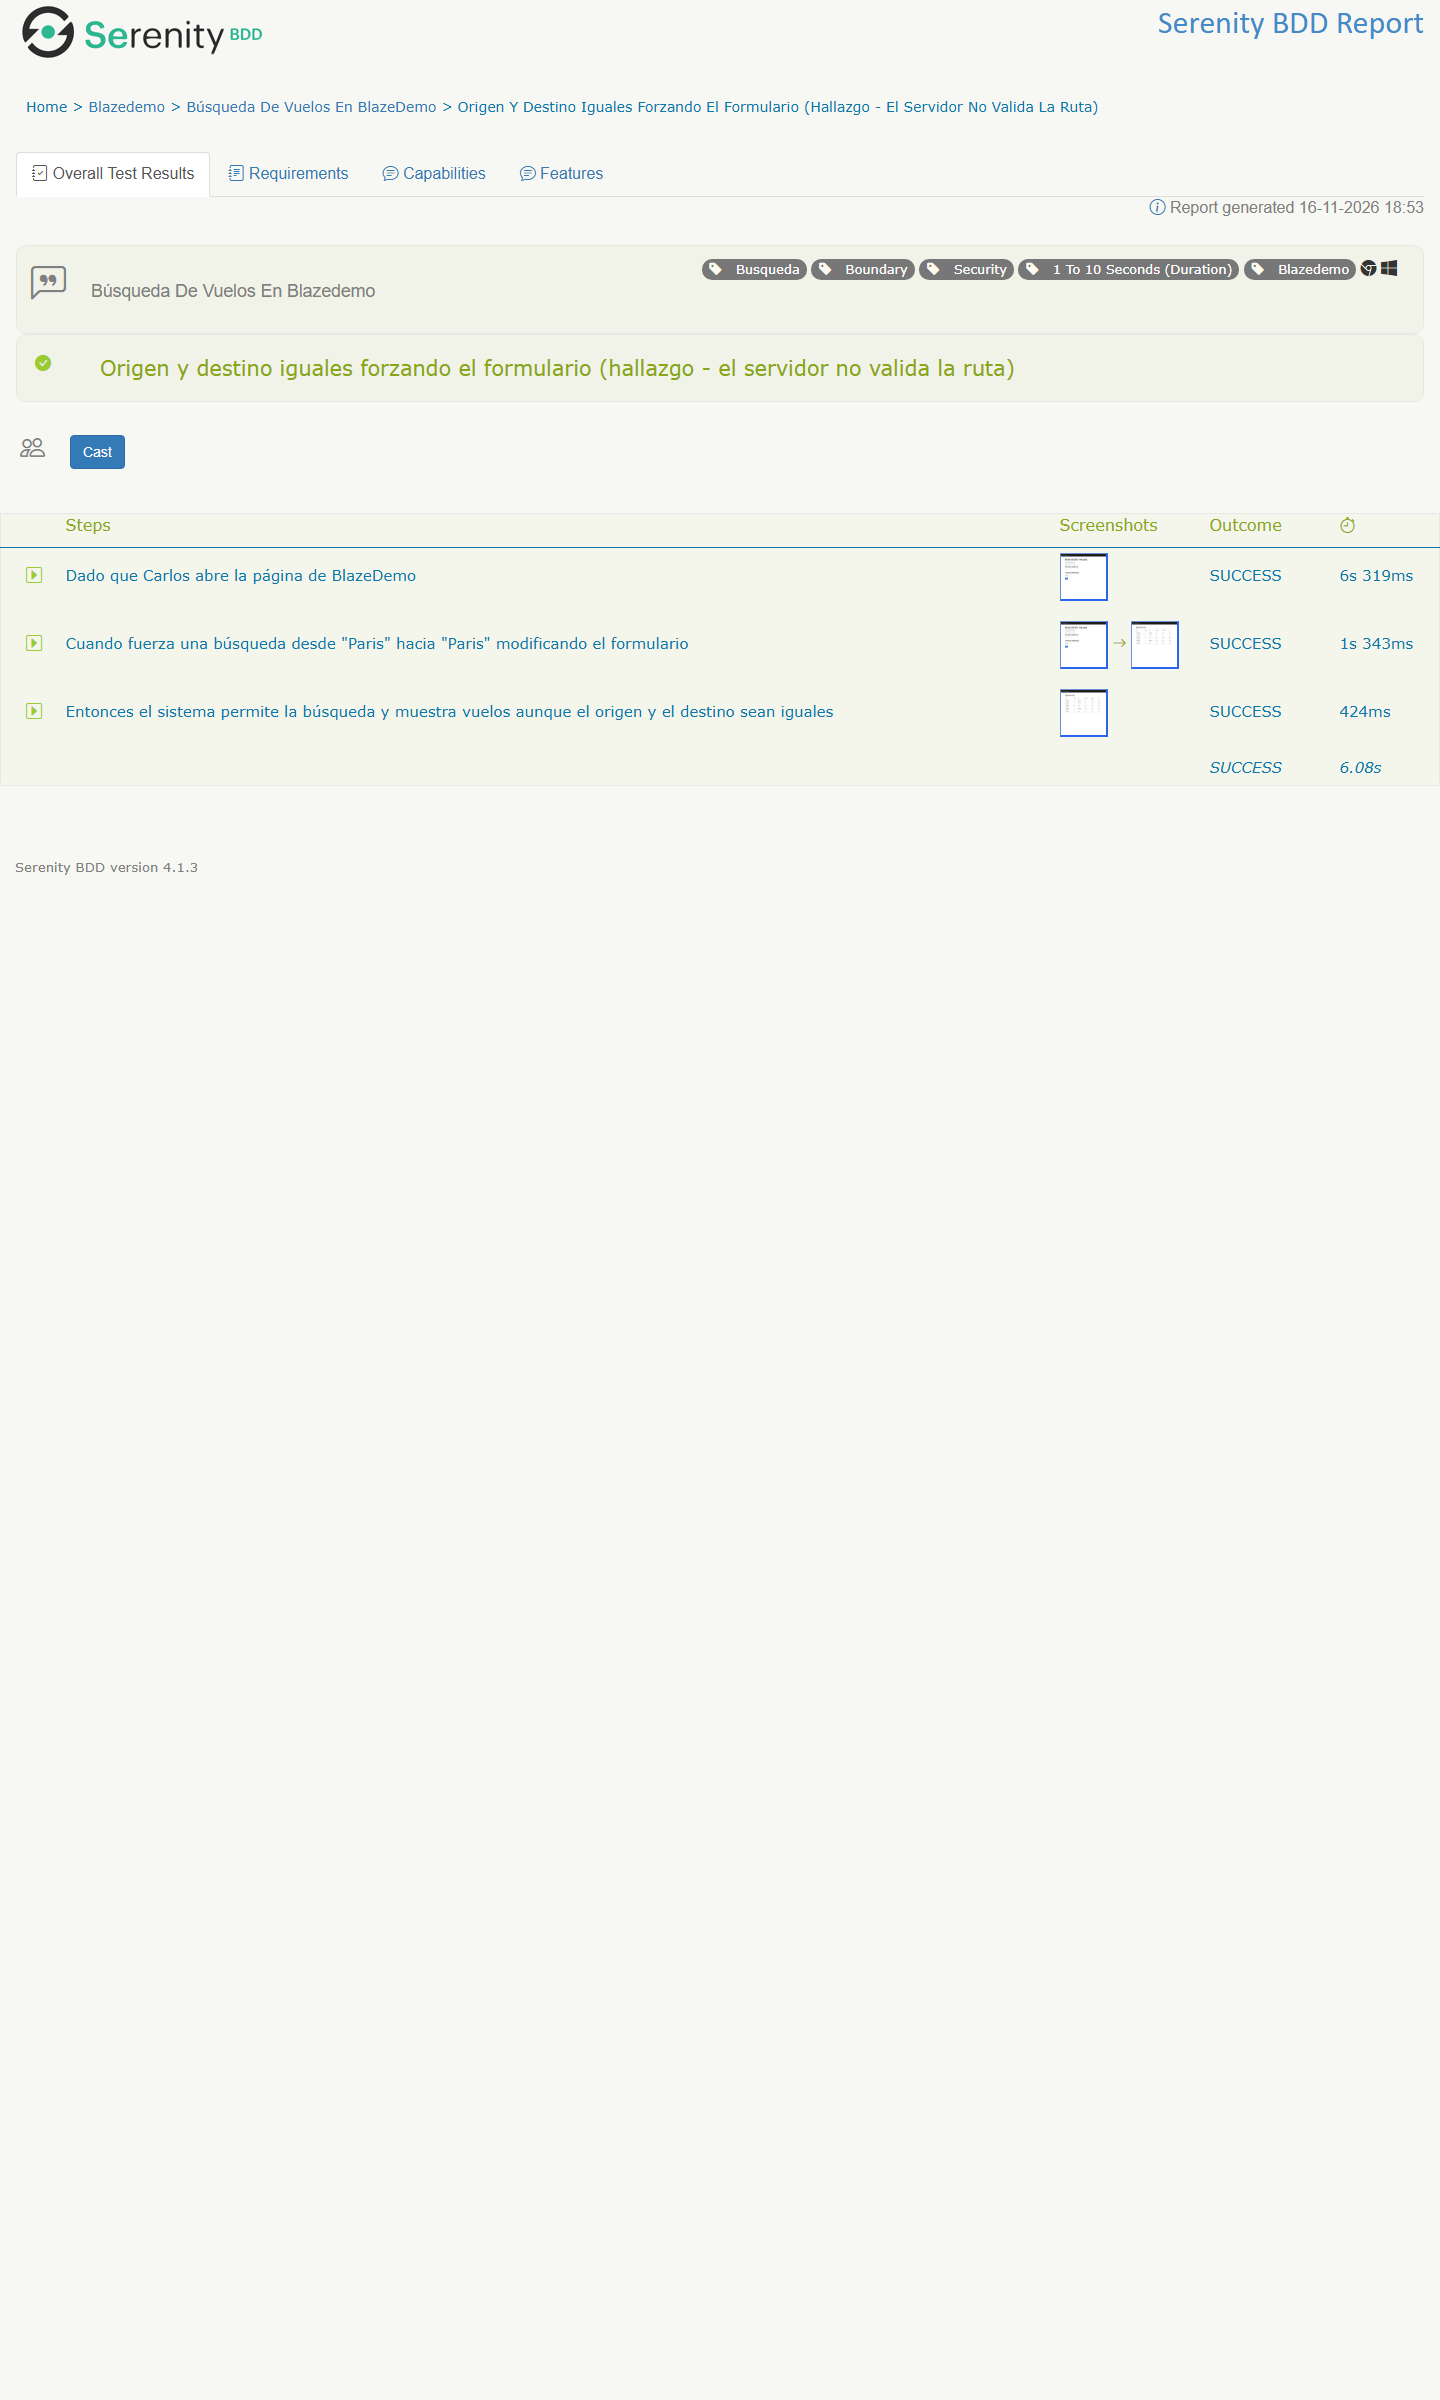 Serenity BDD
Serenity BDD Report
Home > Blazedemo > Búsqueda De Vuelos En BlazeDemo > Origen Y Destino Iguales Forzando El Formulario (Hallazgo - El Servidor No Valida La Ruta)
Overall Test Results Requirements Capabilities Features
Report generated 16-11-2026 18:53
Busqueda Boundary Security 1 To 10 Seconds (Duration) Blazedemo
Búsqueda De Vuelos En Blazedemo
Origen y destino iguales forzando el formulario (hallazgo - el servidor no valida la ruta)
Cast
Steps Screenshots Outcome
Dado que Carlos abre la página de BlazeDemo SUCCESS 6s 319ms
Cuando fuerza una búsqueda desde "Paris" hacia "Paris" modificando el formulario SUCCESS 1s 343ms
Entonces el sistema permite la búsqueda y muestra vuelos aunque el origen y el destino sean iguales SUCCESS 424ms
SUCCESS 6.08s
Serenity BDD version 4.1.3